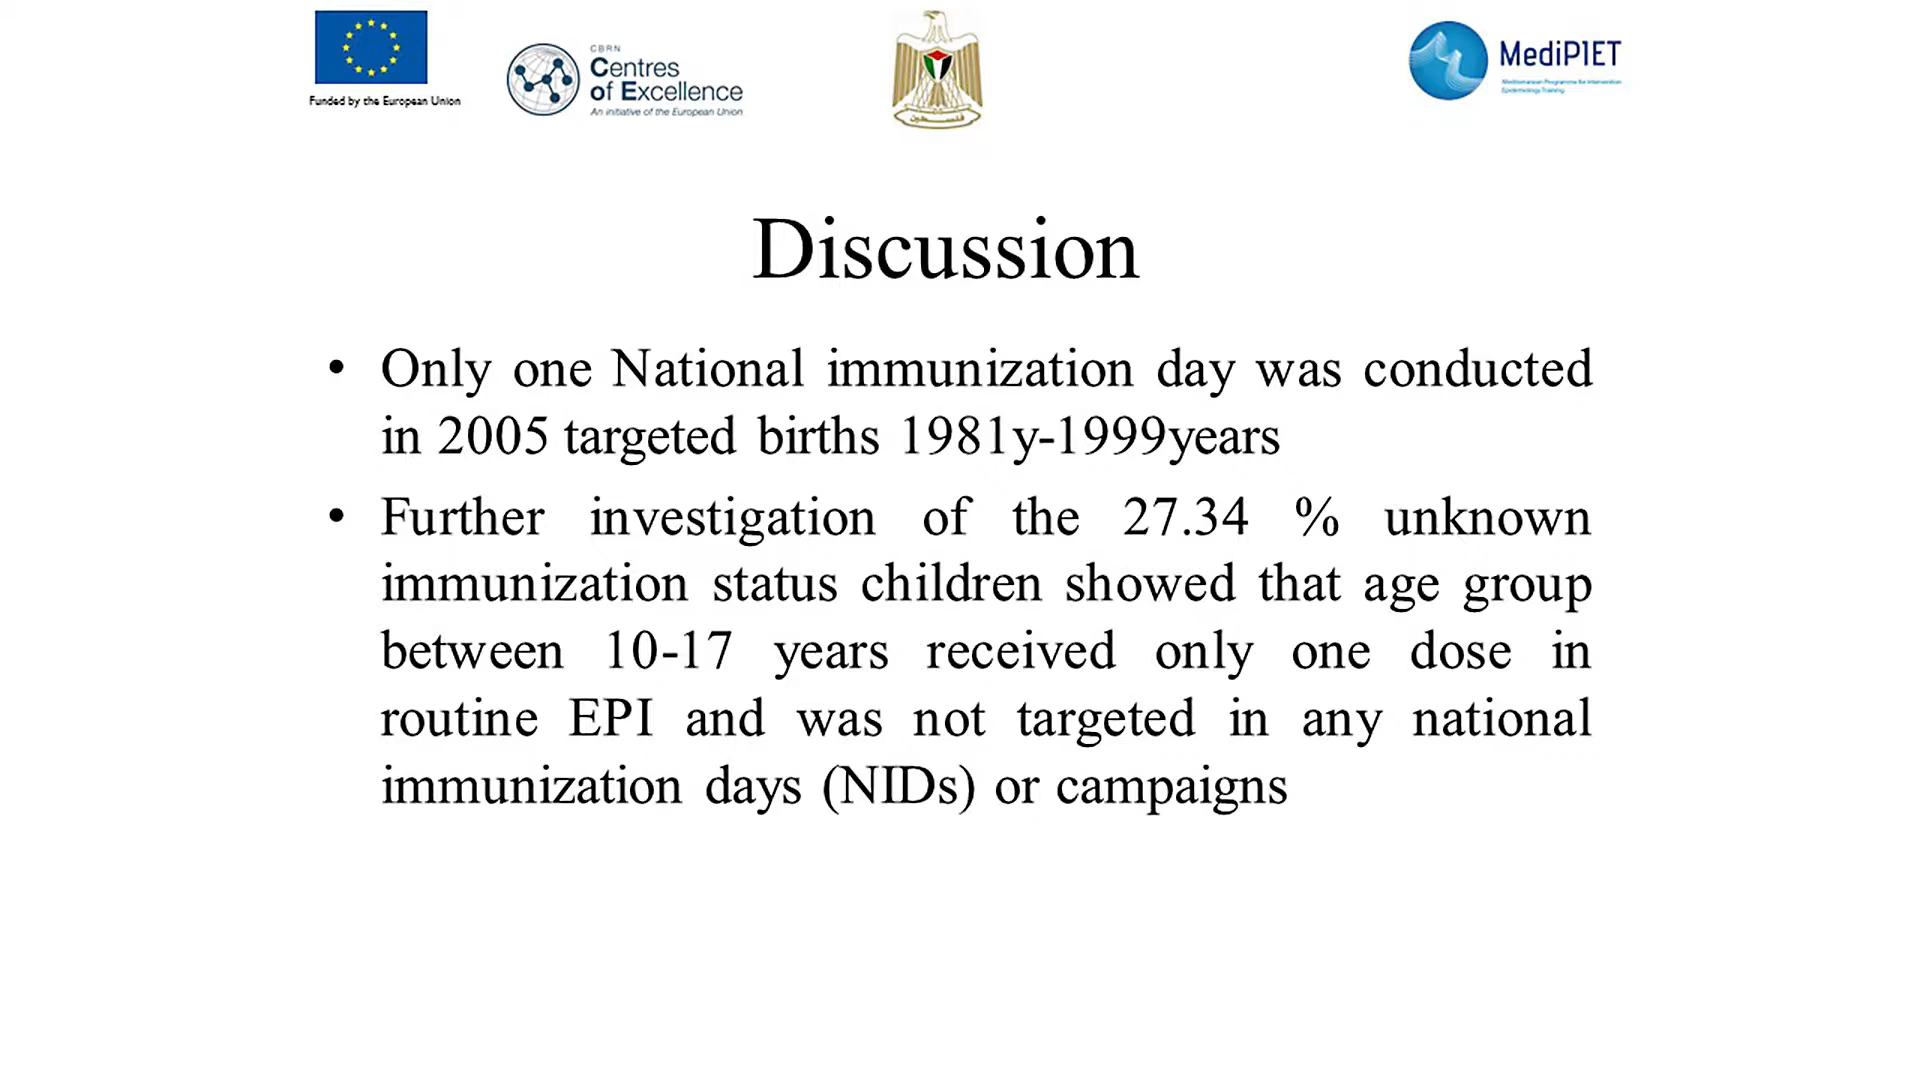 Funded by the European Union
CBRN
Centres
of Excellence
An initiative of the European Union
فلسطين
MediPIET
Mediterranean Programme for Intervention
Epidemiology Training
Discussion
• Only one National immunization day was conducted
in 2005 targeted births 1981y-1999years
• Further investigation of the 27.34 % unknown
immunization status children showed that age group
between 10-17 years received only one dose in
routine EPI and was not targeted in any national
immunization days (NIDs) or campaigns